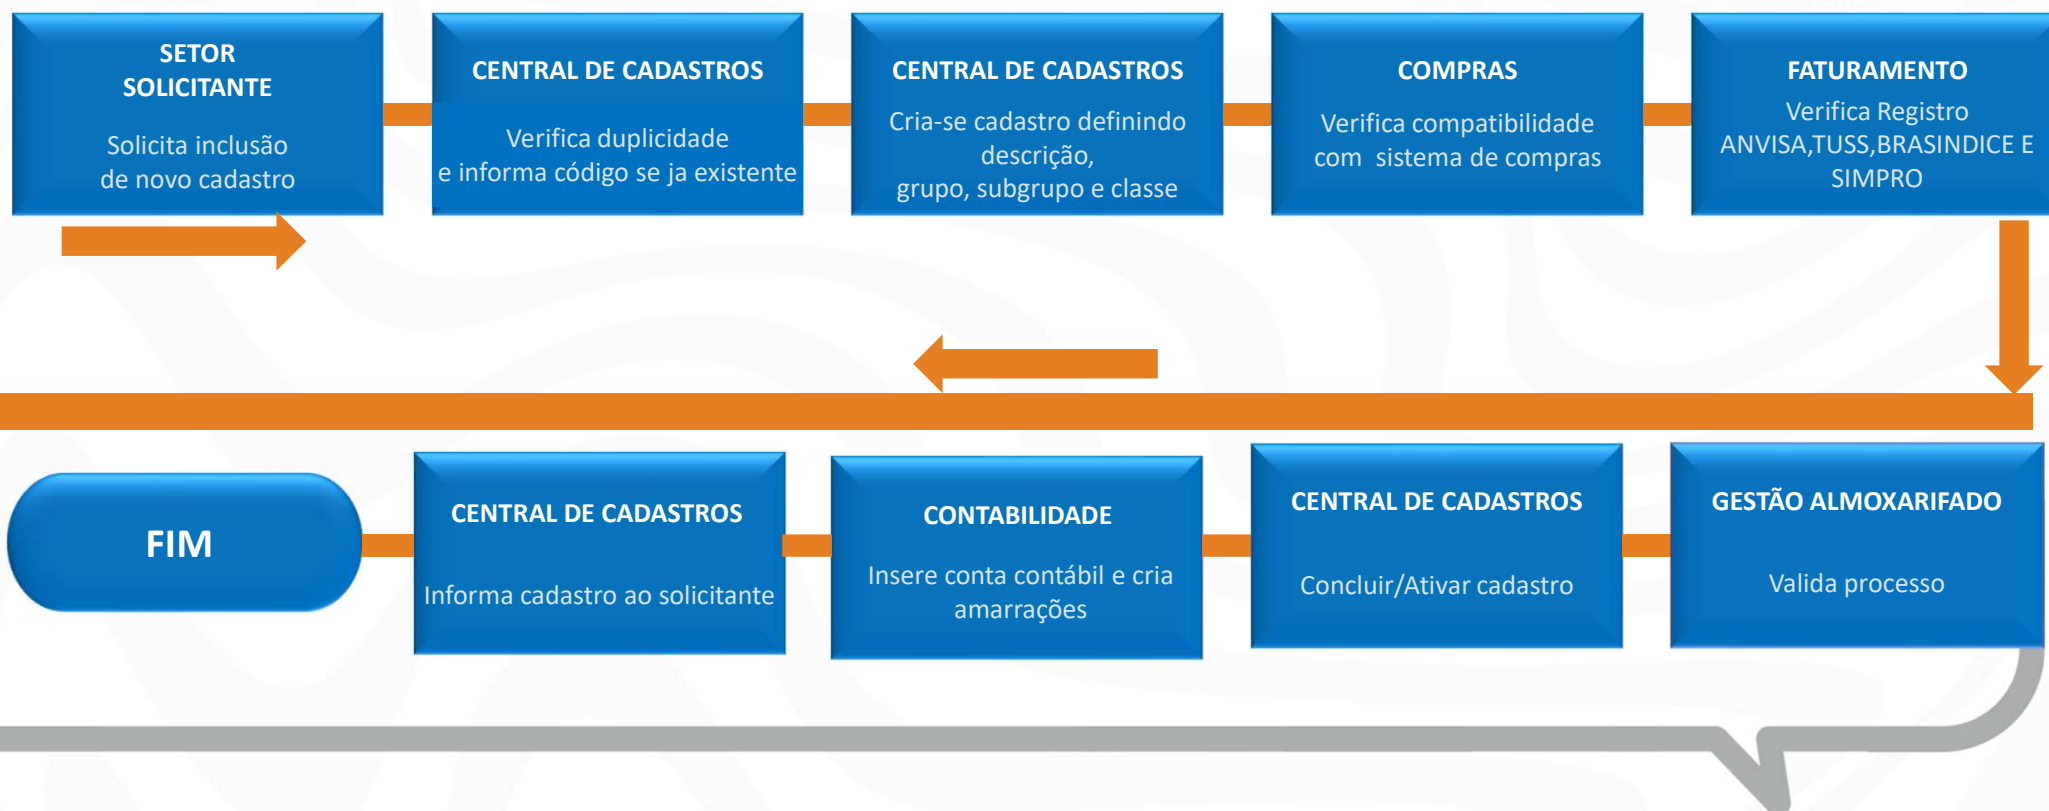 SETOR
SOLICITANTE
Solicita inclusão
de novo cadastro
CENTRAL DE CADASTROS
Verifica duplicidade
e informa código se ja existente
CENTRAL DE CADASTROS
Cria-se cadastro definindo
descrição,
grupo, subgrupo e classe
COMPRAS
Verifica compatibilidade
com sistema de compras
FATURAMENTO
Verifica Registro
ANVISA,TUSS,BRASINDICE E
SIMPRO
FIM
CENTRAL DE CADASTROS
Informa cadastro ao solicitante
CONTABILIDADE
Insere conta contábil e cria
amarrações
CENTRAL DE CADASTROS
Concluir/Ativar cadastro
GESTÃO ALMOXARIFADO
Valida processo